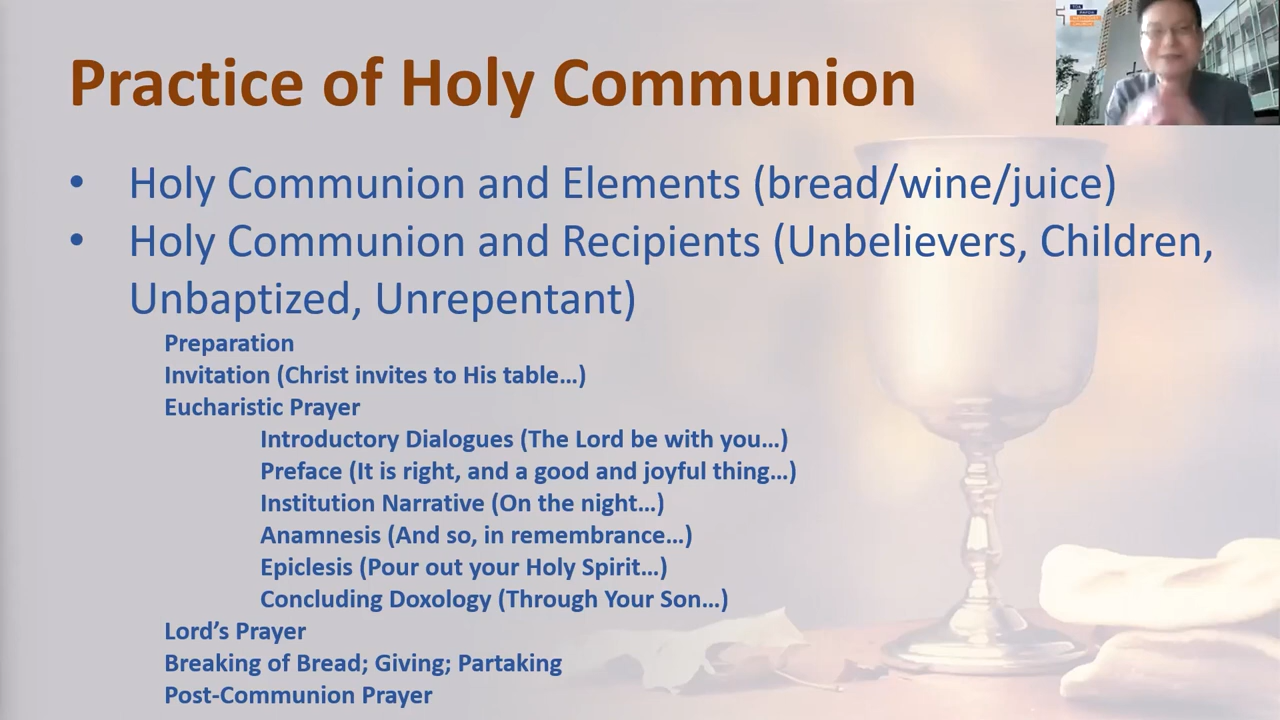 Practice of Holy Communion
• Holy Communion and Elements (bread/wine/juice)
• Holy Communion and Recipients (Unbelievers, Children,
Unbaptized, Unrepentant)
Preparation
Invitation (Christ invites to His table…)
Eucharistic Prayer
Introductory Dialogues (The Lord be with you…)
Preface (It is right, and a good and joyful thing…)
Institution Narrative (On the night…)
Anamnesis (And so, in remembrance…)
Epiclesis (Pour out your Holy Spirit…)
Concluding Doxology (Through Your Son…)
Lord’s Prayer
Breaking of Bread; Giving; Partaking
Post-Communion Prayer